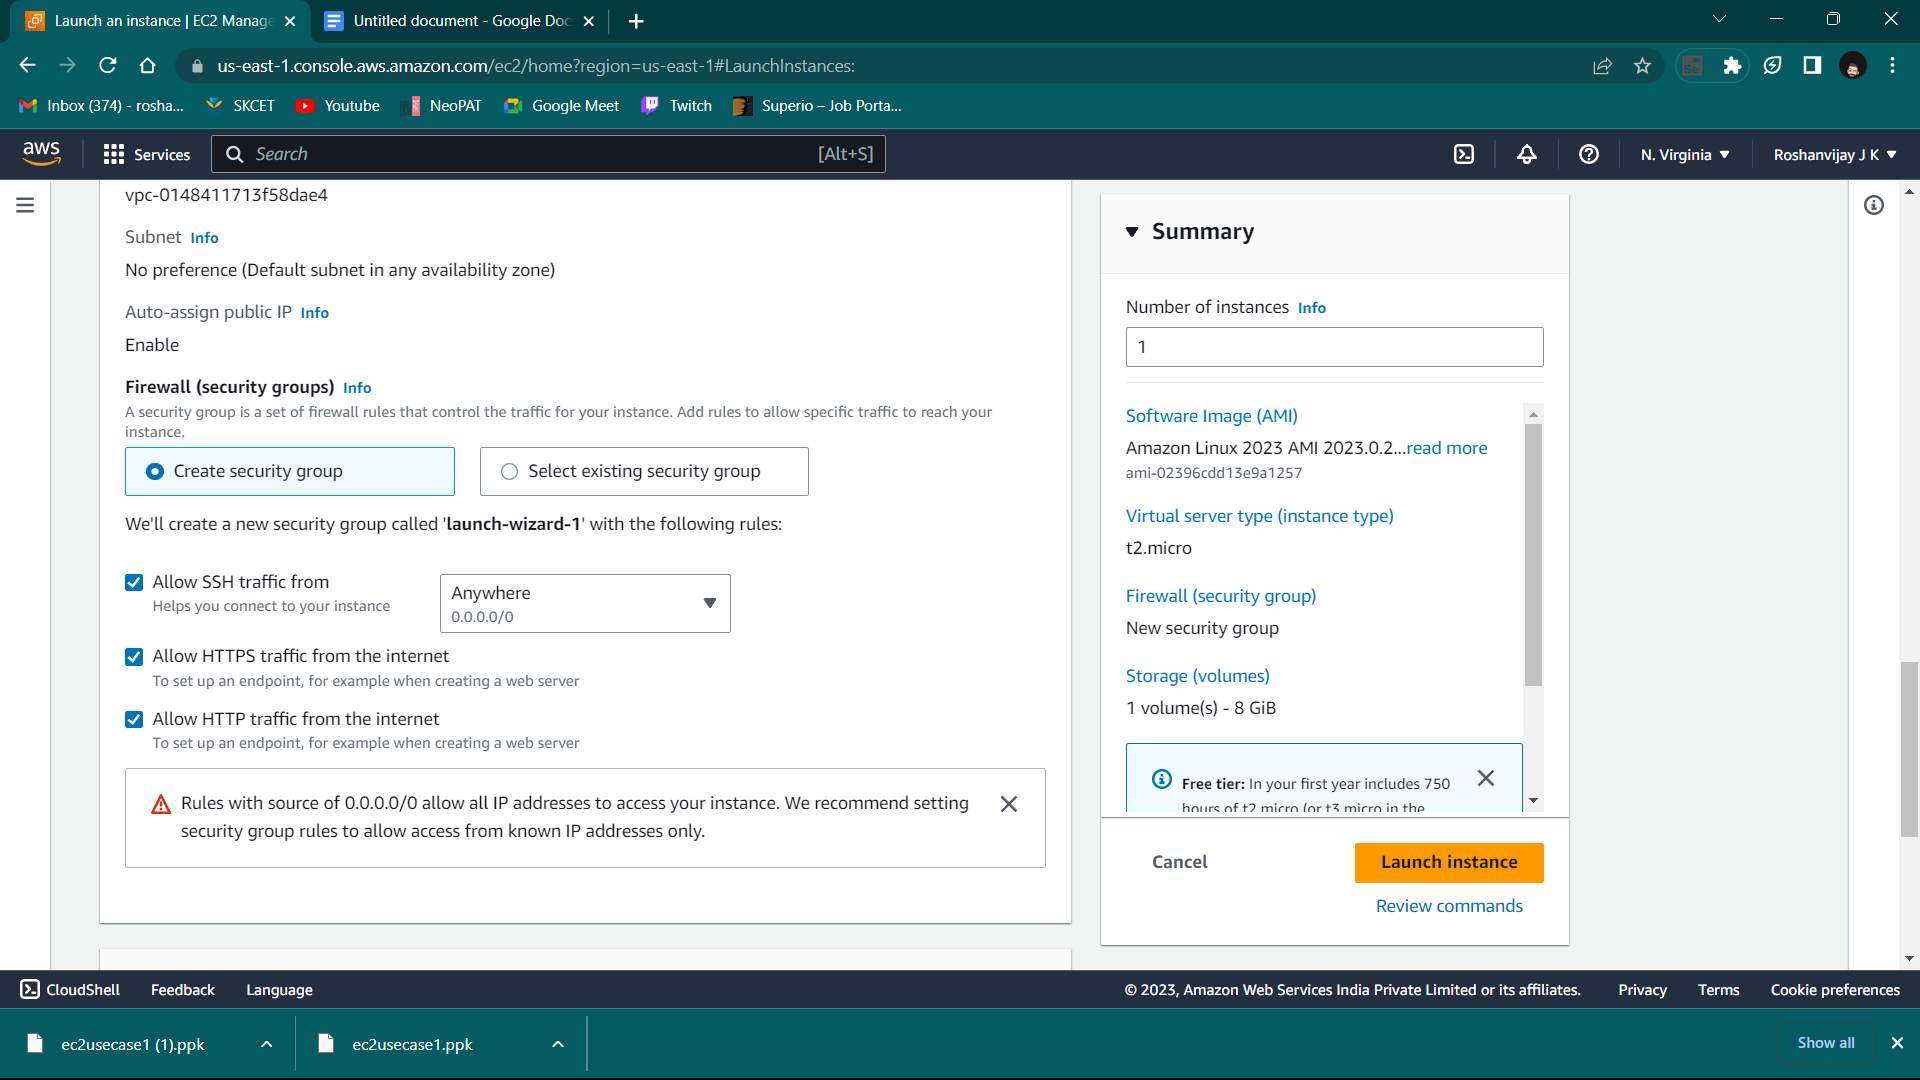 Launch an instance | EC2 Manage
Untitled document - Google Doc
us-east-1.console.aws.amazon.com/ec2/home?region=us-east-1#LaunchInstances:
Inbox (374) - rosha...
SKCET
Youtube
NeoPAT
Google Meet
Twitch
Superio – Job Porta...
aws
Services
Search
[Alt+S]
N. Virginia
Roshanvijay J K
vpc-0148411713f58dae4
Subnet Info
No preference (Default subnet in any availability zone)
Auto-assign public IP Info
Enable
Firewall (security groups) Info
A security group is a set of firewall rules that control the traffic for your instance. Add rules to allow specific traffic to reach your
instance.
Create security group
Select existing security group
We'll create a new security group called 'launch-wizard-1' with the following rules:
Allow SSH traffic from
Helps you connect to your instance
Anywhere
0.0.0.0/0
Allow HTTPS traffic from the internet
To set up an endpoint, for example when creating a web server
Allow HTTP traffic from the internet
To set up an endpoint, for example when creating a web server
Rules with source of 0.0.0.0/0 allow all IP addresses to access your instance. We recommend setting
security group rules to allow access from known IP addresses only.
Summary
Number of instances Info
1
Software Image (AMI)
Amazon Linux 2023 AMI 2023.0.2...read more
ami-02396cdd13e9a1257
Virtual server type (instance type)
t2.micro
Firewall (security group)
New security group
Storage (volumes)
1 volume(s) - 8 GiB
Free tier: In your first year includes 750
hours of t2.micro (or t3.micro in the
Cancel
Launch instance
Review commands
CloudShell
Feedback
Language
© 2023, Amazon Web Services India Private Limited or its affiliates.
Privacy
Terms
Cookie preferences
ec2usecase1 (1).ppk
ec2usecase1.ppk
Show all